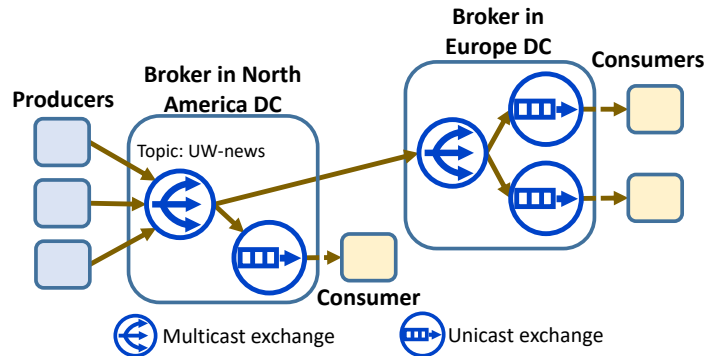 Broker in
Europe DC
Consumers
Broker in North
America DC
Producers
Topic: UW-news
Consumer
Multicast exchange
Unicast exchange